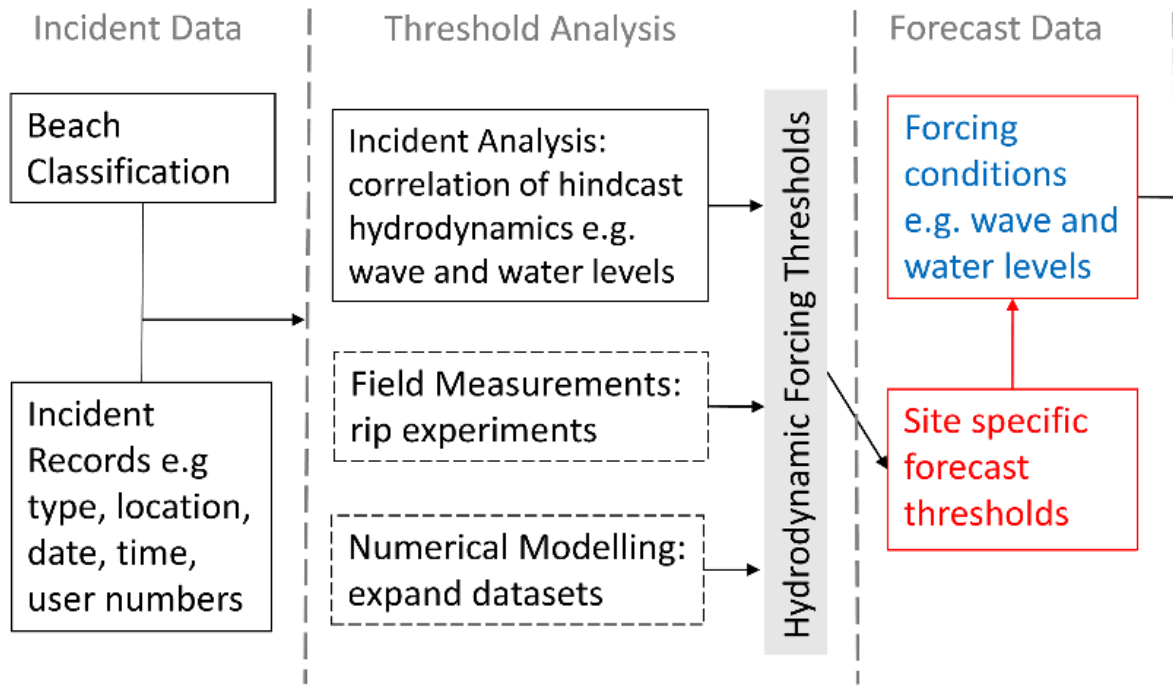 Incident Data
Threshold Analysis
Forecast Data
Beach
Classification
Incident
Records e.g
type, location,
date, time,
user numbers
Incident Analysis:
correlation of hindcast
hydrodynamics e.g.
wave and water levels
Field Measurements:
rip experiments
Numerical Modelling:
expand datasets
Hydrodynamic Forcing Thresholds
Forcing
conditions
e.g. wave and
water levels
Site specific
forecast
thresholds